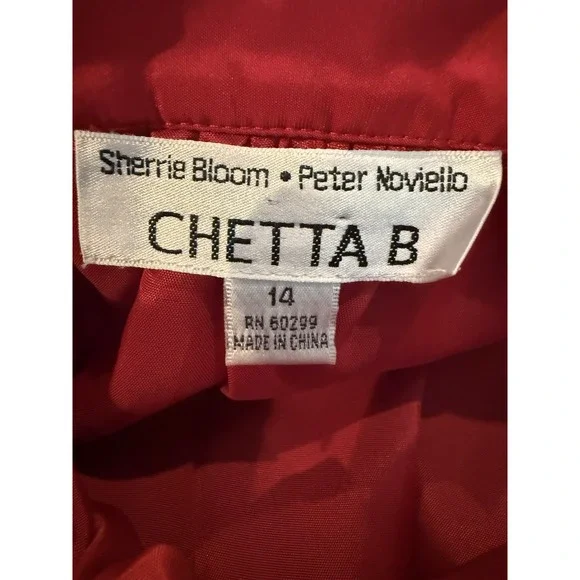 Sherrie Bloom • Peter Noviello
CHETTA B
14
RN 60299
MADE IN CHINA